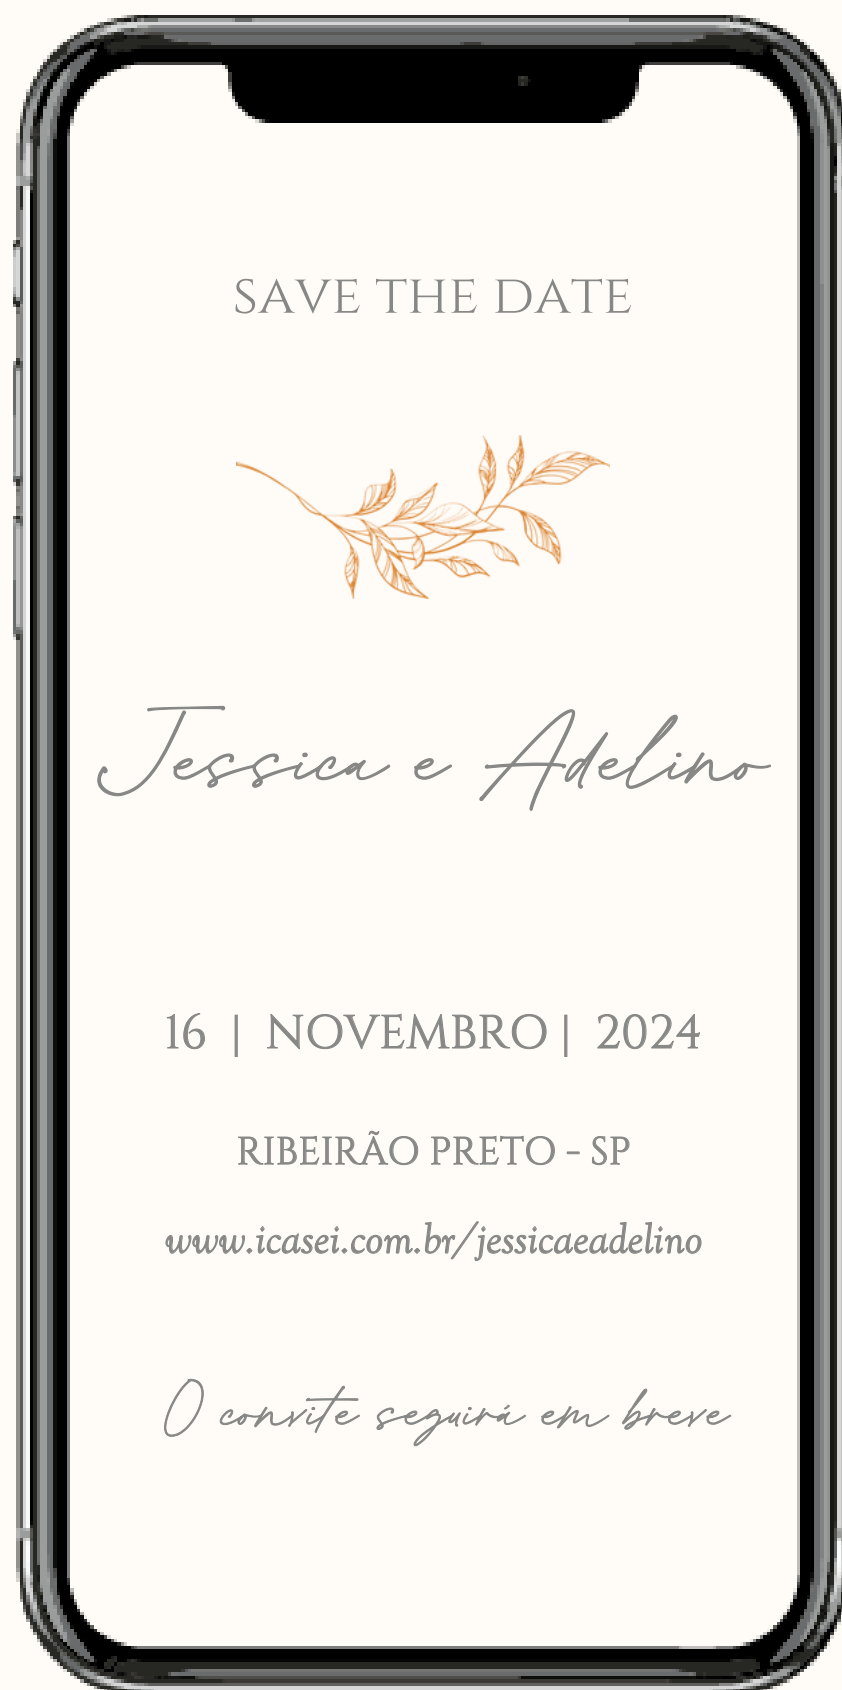 SAVE THE DATE
Jessica e Adelino
16 | NOVEMBRO | 2024
RIBEIRÃO PRETO - SP
www.icasei.com.br/jessicaeadelino
O convite seguirá em breve